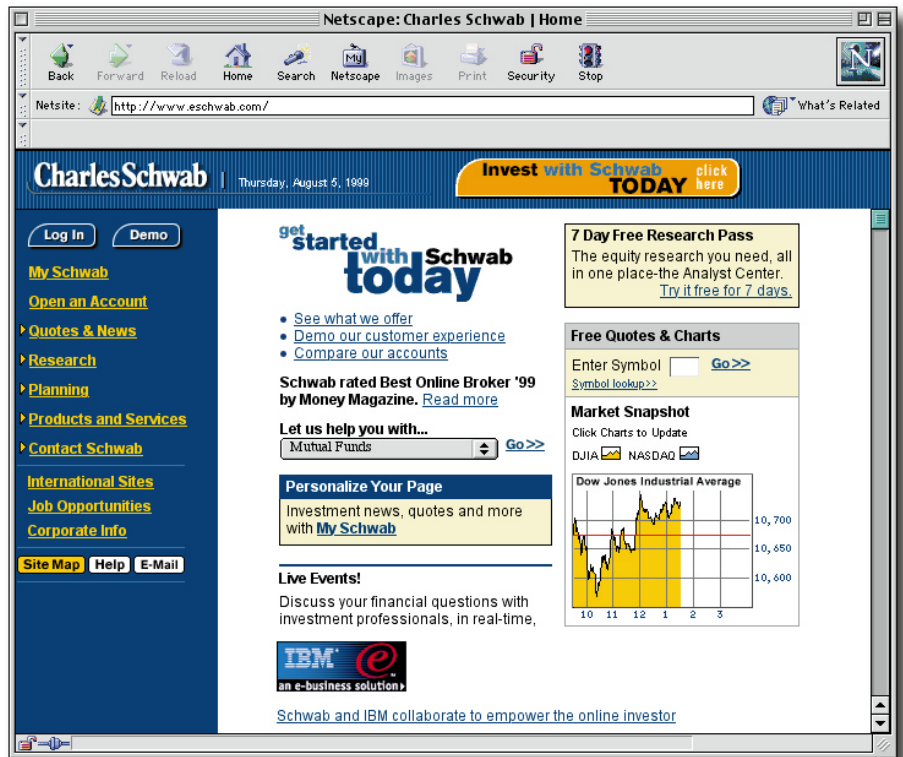 Netscape: Charles Schwab | Home
Back Forward Reload Home Search Netscape Images Print Security Stop
My
N
Netsite: http://www.eschwab.com/ What's Related
Charles Schwab | Thursday, August 5, 1999
Invest with Schwab
TODAY
click
here
Log In Demo
My Schwab
Open an Account
Quotes & News
Research
Planning
Products and Services
Contact Schwab
International Sites
Job Opportunities
Corporate Info
Site Map Help E-Mail
get
started
with Schwab
today
• See what we offer
• Demo our customer experience
• Compare our accounts
Schwab rated Best Online Broker '99
by Money Magazine. Read more
Let us help you with...
Mutual Funds Go>>
Personalize Your Page
Investment news, quotes and more
with My Schwab
Live Events!
Discuss your financial questions with
investment professionals, in real-time,
IBM e
an e-business solution
Schwab and IBM collaborate to empower the online investor
7 Day Free Research Pass
The equity research you need, all
in one place-the Analyst Center.
Try it free for 7 days.
Free Quotes & Charts
Enter Symbol Go>>
Symbol lookup>>
Market Snapshot
Click Charts to Update
DJIA NASDAQ
Dow Jones Industrial Average
10,700
10,650
10,600
10 11 12 1 2 3